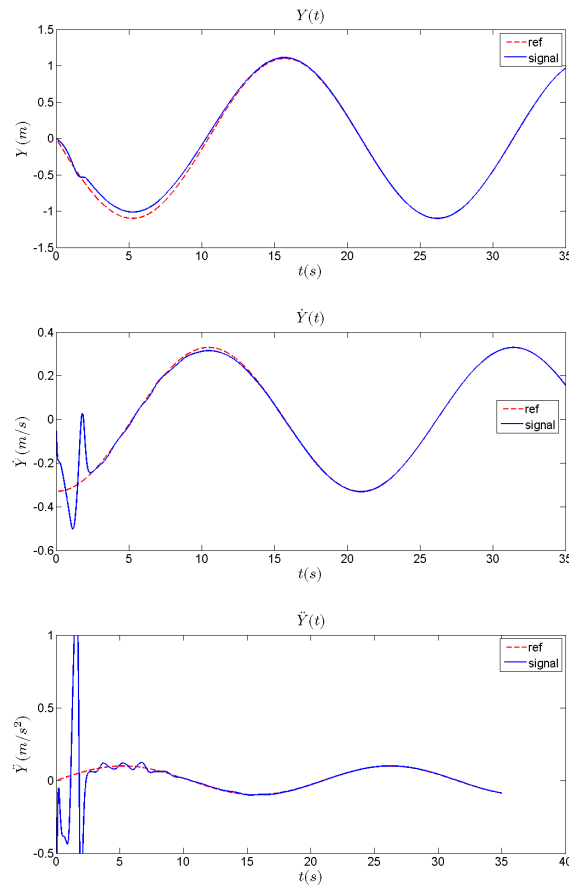 Y(t)
1.5
1
0.5
0
-0.5
-1
-1.5
Y(m)
ref
signal
0 5 10 15 20 25 30 35
t(s)
Ẏ(t)
0.4
0.2
0
-0.2
-0.4
-0.6
Ẏ(m/s)
ref
signal
0 5 10 15 20 25 30 35
t(s)
Ÿ(t)
1
0.5
0
-0.5
Ÿ(m/s²)
ref
signal
0 5 10 15 20 25 30 35 40
t(s)